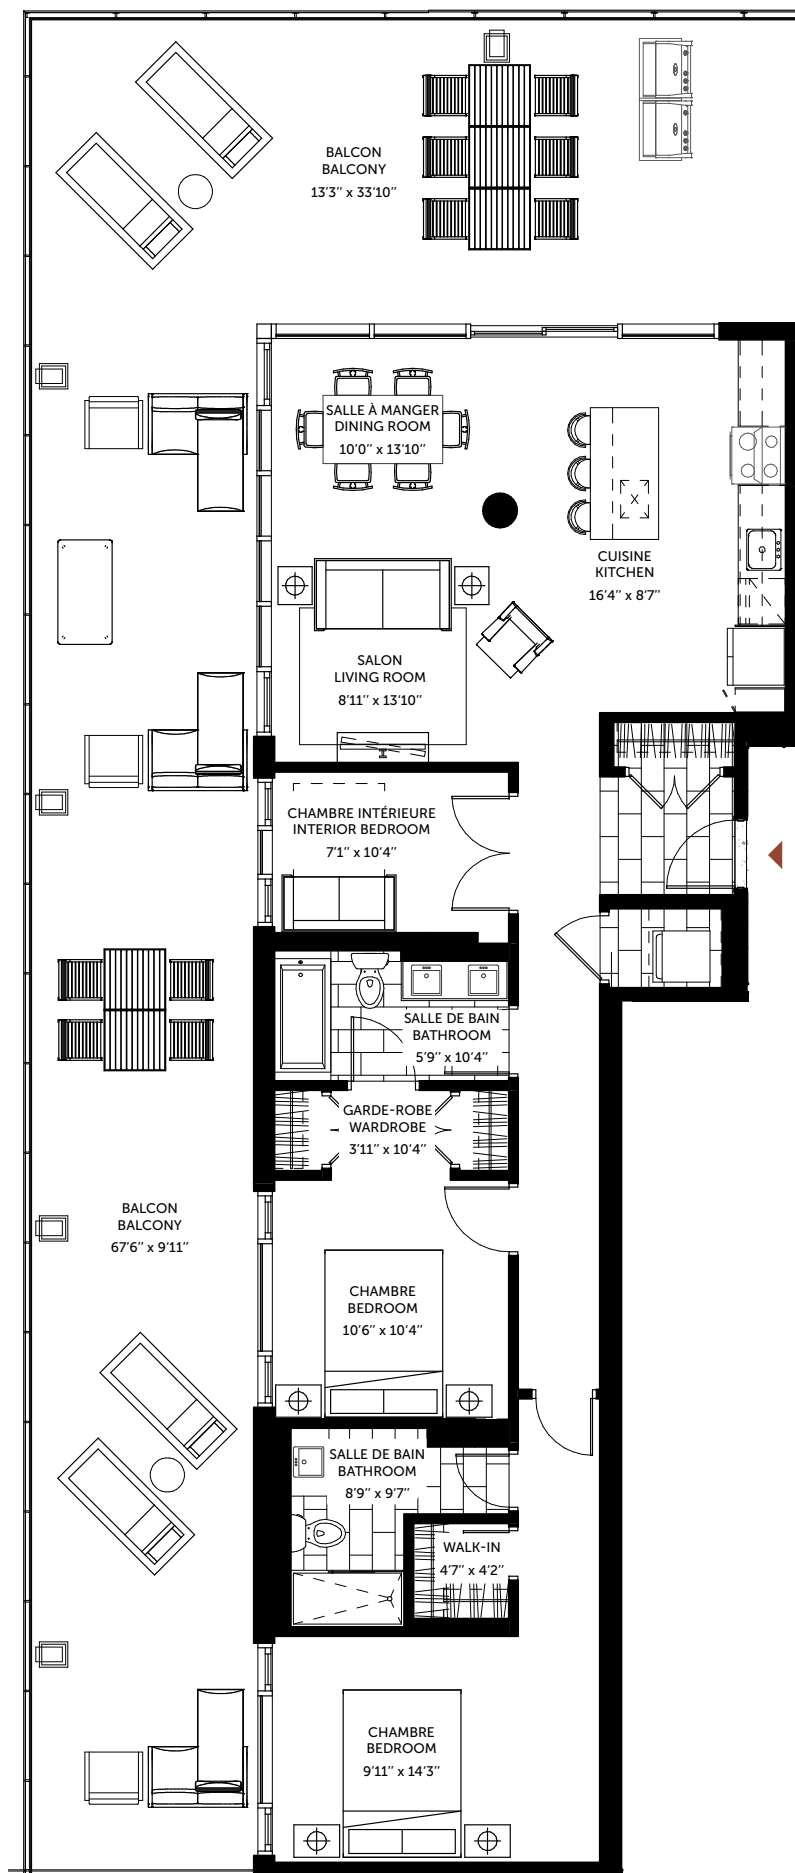 BALCON
BALCONY
13'3'' x 33'10''
SALLE À MANGER
DINING ROOM
10'0'' x 13'10''
X
CUISINE
KITCHEN
16'4'' x 8'7''
SALON
LIVING ROOM
8'11'' x 13'10''
CHAMBRE INTÉRIEURE
INTERIOR BEDROOM
7'1'' x 10'4''
SALLE DE BAIN
BATHROOM
5'9'' x 10'4''
GARDE-ROBE
WARDROBE
3'11'' x 10'4''
BALCON
BALCONY
67'6'' x 9'11''
CHAMBRE
BEDROOM
10'6'' x 10'4''
SALLE DE BAIN
BATHROOM
8'9'' x 9'7''
WALK-IN
4'7'' x 4'2''
CHAMBRE
BEDROOM
9'11'' x 14'3''